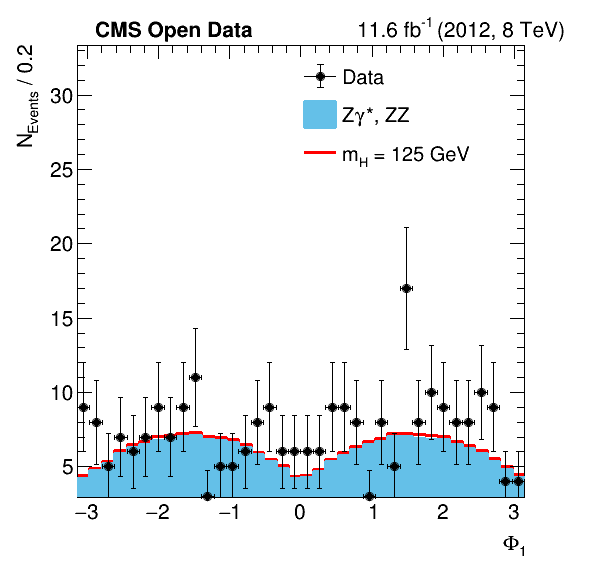 CMS Open Data 11.6 fb⁻¹ (2012, 8 TeV)
N_Events / 0.2
Data
Zγ*, ZZ
m_H = 125 GeV
30
25
20
15
10
5
−3 −2 −1 0 1 2 3
Φ₁